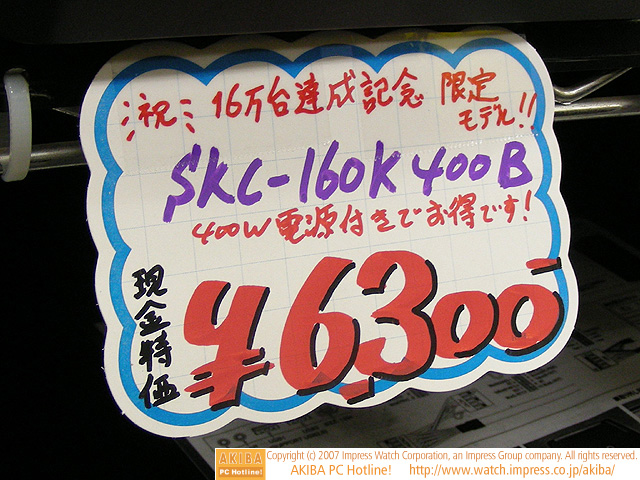 祝 16万台達成記念 限定
モデル!!
SKC-160K400B
400W電源付きでお得です!
現金特価
¥6,300-
AKIBA
PC Hotline!
Copyright (c) 2007 Impress Watch Corporation, an Impress Group company. All rights reserved.
AKIBA PC Hotline! http://www.watch.impress.co.jp/akiba/